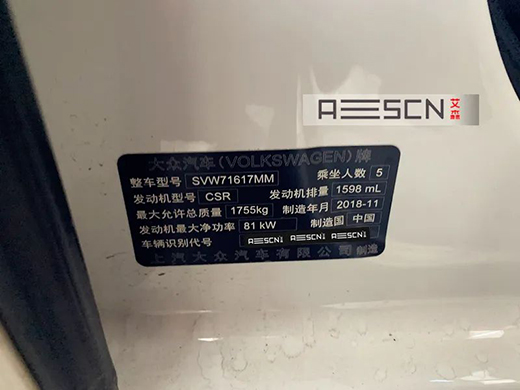 AESCN 艾森
大众汽车(VOLKSWAGEN)牌
整车型号 SVW71617MM 乘坐人数 5
发动机型号 CSR 发动机排量 1598 mL
最大允许总质量 1755kg 制造年月 2018-11
发动机最大净功率 81 kW 制造国 中国
车辆识别代号 AESCN AESCN AESCN
上汽大众汽车有限公司制造